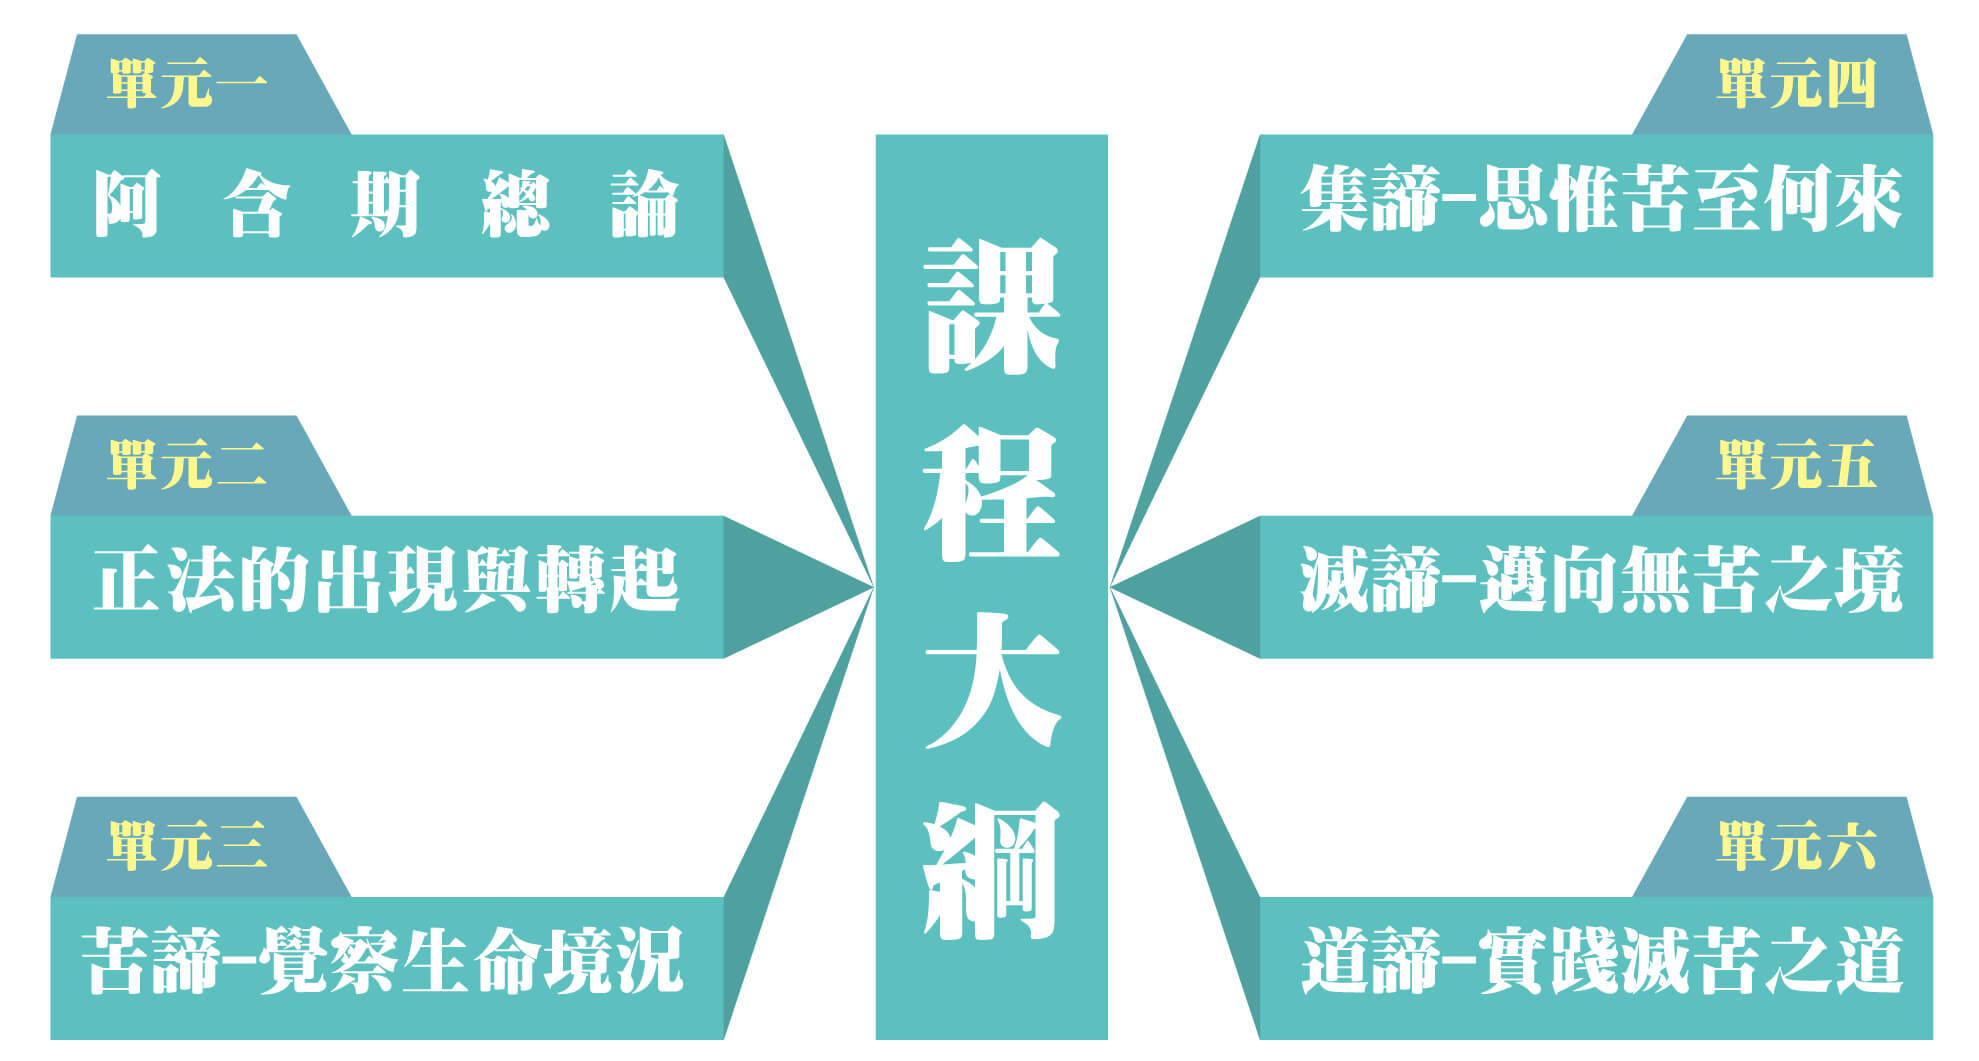 單元一
阿含期總論
單元二
正法的出現與轉起
單元三
苦諦-覺察生命境況
課程大綱
單元四
集諦-思惟苦至何來
單元五
滅諦-邁向無苦之境
單元六
道諦-實踐滅苦之道